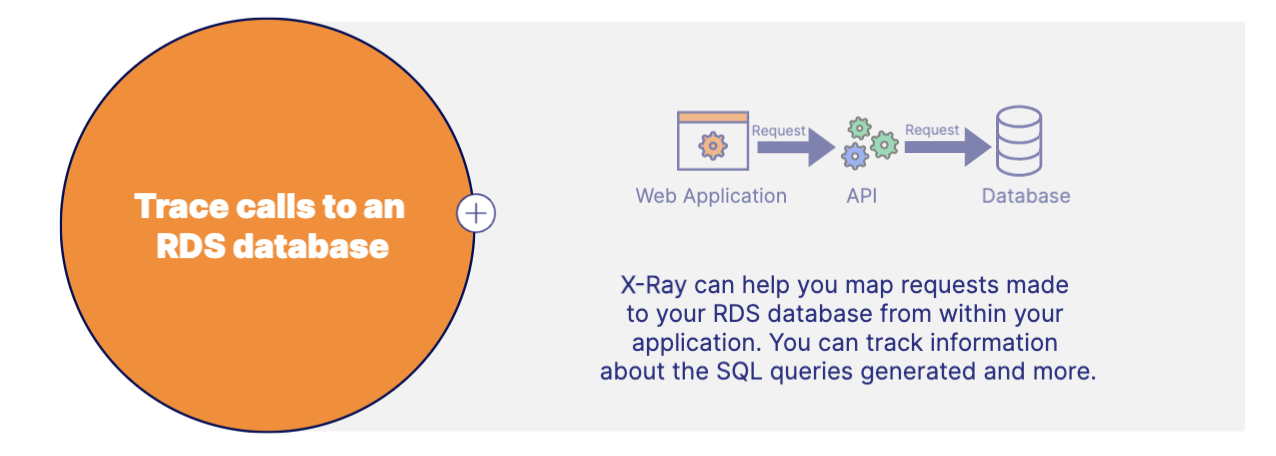 Trace calls to an
RDS database
Request
Request
Web Application
API
Database
X-Ray can help you map requests made
to your RDS database from within your
application. You can track information
about the SQL queries generated and more.